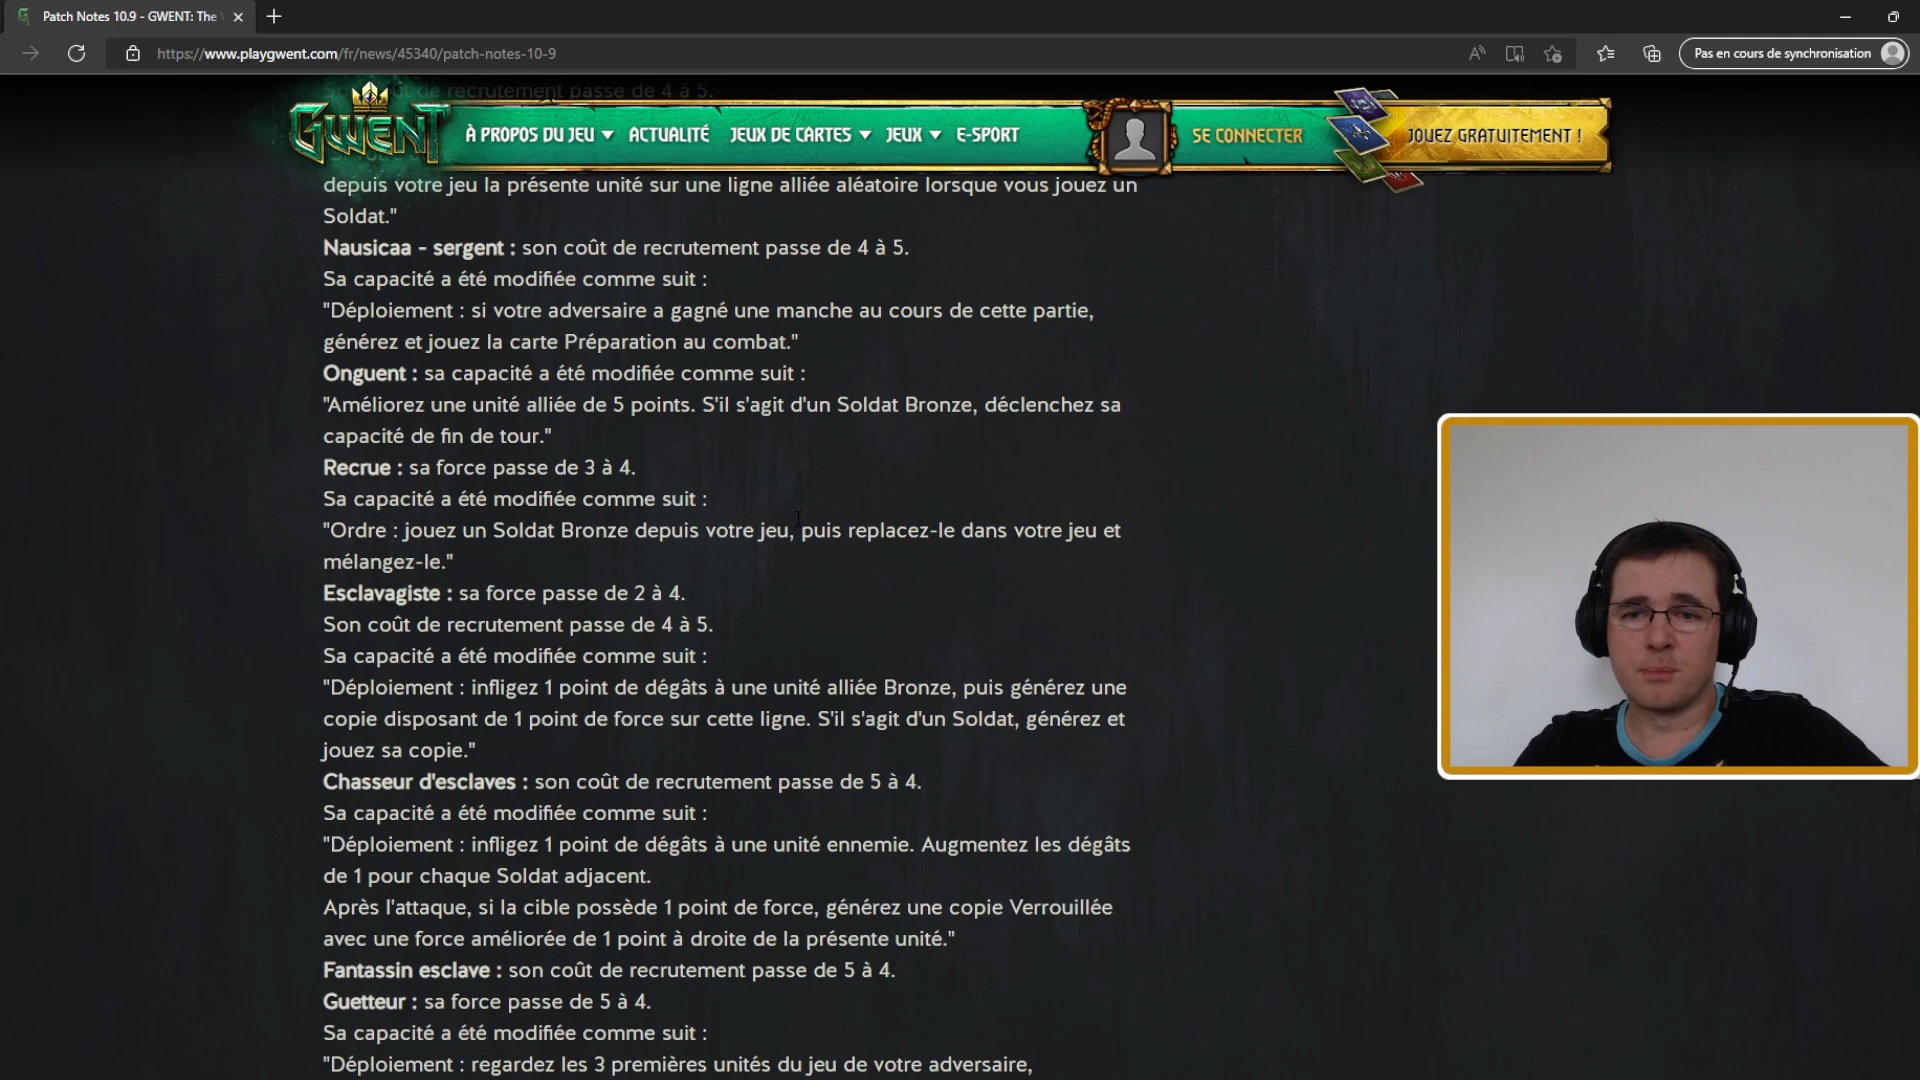 Patch Notes 10.9 - GWENT: The
https://www.playgwent.com/fr/news/45340/patch-notes-10-9
Pas en cours de synchronisation
de recrutement passe de 4 à 5.
GWENT
À PROPOS DU JEU
ACTUALITÉ
JEUX DE CARTES
JEUX
E-SPORT
SE CONNECTER
JOUEZ GRATUITEMENT !
depuis votre jeu la présente unité sur une ligne alliée aléatoire lorsque vous jouez un
Soldat."
Nausicaa - sergent : son coût de recrutement passe de 4 à 5.
Sa capacité a été modifiée comme suit :
"Déploiement : si votre adversaire a gagné une manche au cours de cette partie,
générez et jouez la carte Préparation au combat."
Onguent : sa capacité a été modifiée comme suit :
"Améliorez une unité alliée de 5 points. S'il s'agit d'un Soldat Bronze, déclenchez sa
capacité de fin de tour."
Recrue : sa force passe de 3 à 4.
Sa capacité a été modifiée comme suit :
"Ordre : jouez un Soldat Bronze depuis votre jeu, puis replacez-le dans votre jeu et
mélangez-le."
Esclavagiste : sa force passe de 2 à 4.
Son coût de recrutement passe de 4 à 5.
Sa capacité a été modifiée comme suit :
"Déploiement : infligez 1 point de dégâts à une unité alliée Bronze, puis générez une
copie disposant de 1 point de force sur cette ligne. S'il s'agit d'un Soldat, générez et
jouez sa copie."
Chasseur d'esclaves : son coût de recrutement passe de 5 à 4.
Sa capacité a été modifiée comme suit :
"Déploiement : infligez 1 point de dégâts à une unité ennemie. Augmentez les dégâts
de 1 pour chaque Soldat adjacent.
Après l'attaque, si la cible possède 1 point de force, générez une copie Verrouillée
avec une force améliorée de 1 point à droite de la présente unité."
Fantassin esclave : son coût de recrutement passe de 5 à 4.
Guetteur : sa force passe de 5 à 4.
Sa capacité a été modifiée comme suit :
"Déploiement : regardez les 3 premières unités du jeu de votre adversaire,